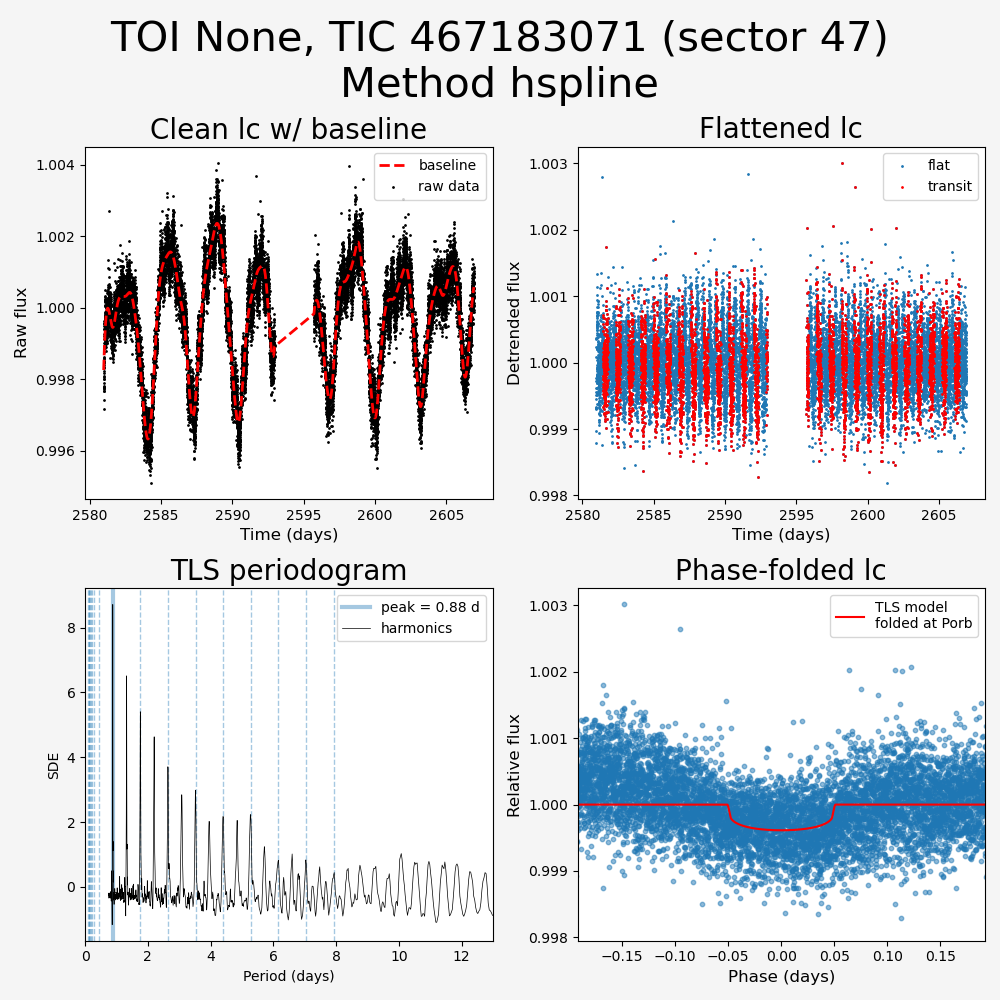 TOI None, TIC 467183071 (sector 47)
Method hspline
Clean lc w/ baseline
Raw flux
1.004
1.002
1.000
0.998
0.996
baseline
raw data
2580 2585 2590 2595 2600 2605
Time (days)
Flattened lc
Detrended flux
1.003
1.002
1.001
1.000
0.999
0.998
flat
transit
2580 2585 2590 2595 2600 2605
Time (days)
TLS periodogram
SDE
8
6
4
2
0
peak = 0.88 d
harmonics
0 2 4 6 8 10 12
Period (days)
Phase-folded lc
Relative flux
1.003
1.002
1.001
1.000
0.999
0.998
TLS model
folded at Porb
−0.15 −0.10 −0.05 0.00 0.05 0.10 0.15
Phase (days)